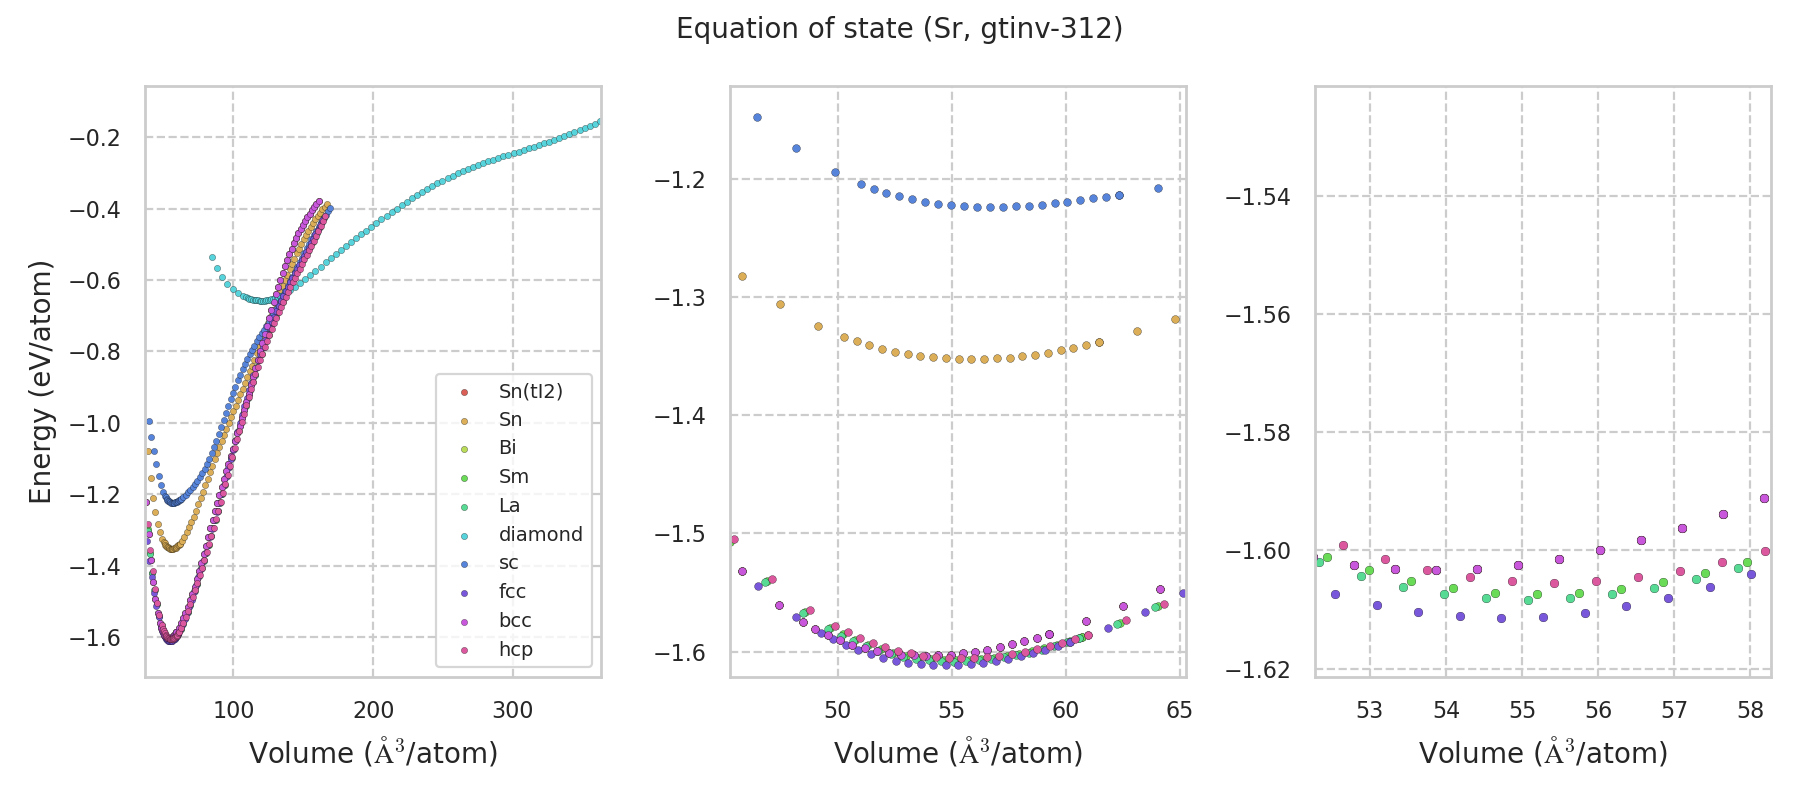 Equation of state (Sr, gtinv-312)
Energy (eV/atom)
−0.2
−0.4
−0.6
−0.8
−1.0
−1.2
−1.4
−1.6
100
200
300
Volume (Å³/atom)
Sn(tI2)
Sn
Bi
Sm
La
diamond
sc
fcc
bcc
hcp
−1.2
−1.3
−1.4
−1.5
−1.6
50
55
60
65
Volume (Å³/atom)
−1.54
−1.56
−1.58
−1.60
−1.62
53
54
55
56
57
58
Volume (Å³/atom)